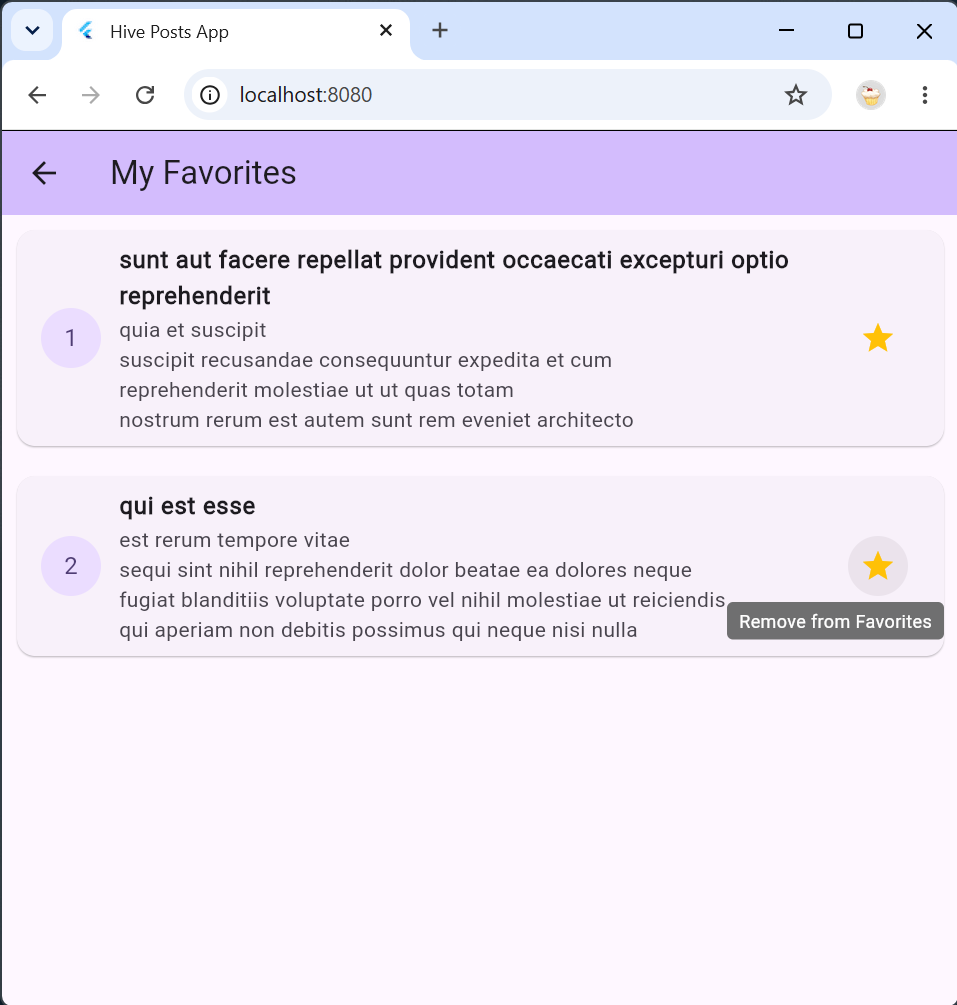 Hive Posts App
localhost:8080
My Favorites
sunt aut facere repellat provident occaecati excepturi optio
reprehenderit
1
quia et suscipit
suscipit recusandae consequuntur expedita et cum
reprehenderit molestiae ut ut quas totam
nostrum rerum est autem sunt rem eveniet architecto
qui est esse
2
est rerum tempore vitae
sequi sint nihil reprehenderit dolor beatae ea dolores neque
fugiat blanditiis voluptate porro vel nihil molestiae ut reiciendis
qui aperiam non debitis possimus qui neque nisi nulla
Remove from Favorites